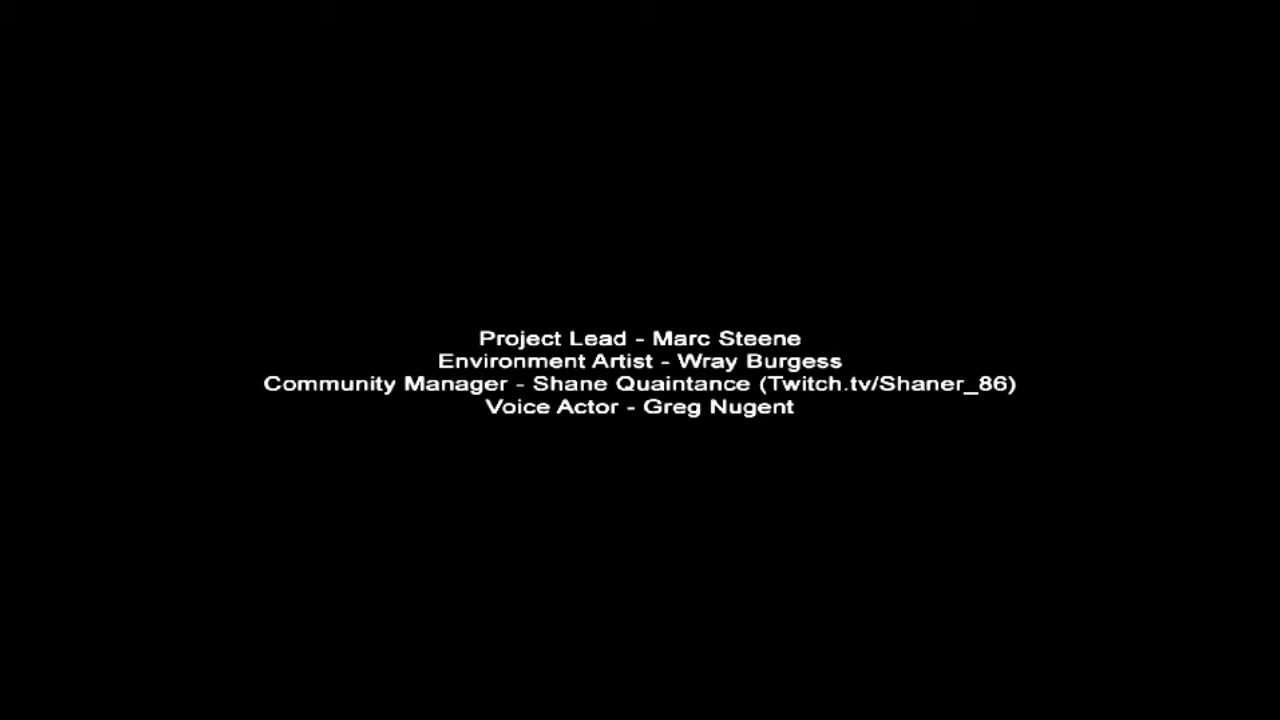 Project Lead - Marc Steene
Environment Artist - Wray Burgess
Community Manager - Shane Quaintance (Twitch.tv/Shaner_86)
Voice Actor - Greg Nugent